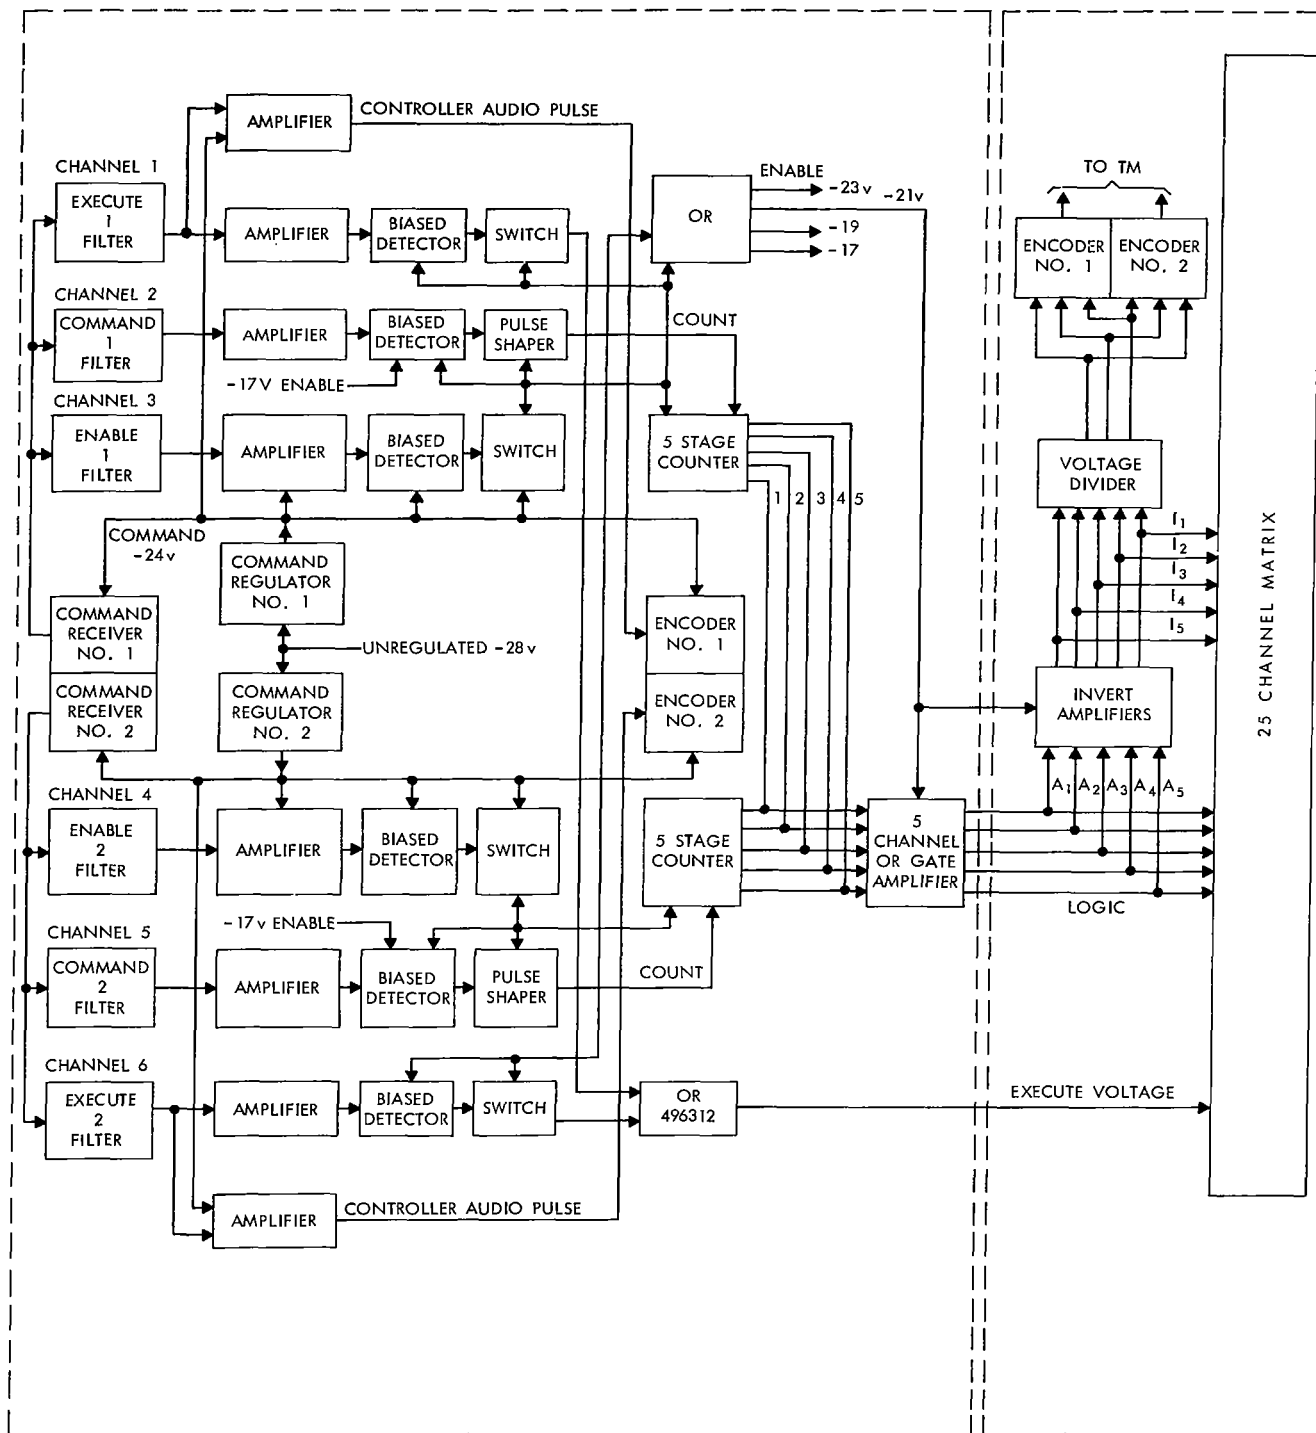 CONTROLLER AUDIO PULSE
AMPLIFIER
CHANNEL 1
EXECUTE
1
FILTER
AMPLIFIER
BIASED
DETECTOR
SWITCH
OR
ENABLE
-23v
-21v
-19
-17
TO TM
ENCODER
NO. 1
ENCODER
NO. 2
CHANNEL 2
COMMAND
1
FILTER
AMPLIFIER
BIASED
DETECTOR
PULSE
SHAPER
COUNT
-17V ENABLE
CHANNEL 3
ENABLE
1
FILTER
AMPLIFIER
BIASED
DETECTOR
SWITCH
5 STAGE
COUNTER
1 2 3 4 5
VOLTAGE
DIVIDER
I1
I2
I3
I4
I5
25 CHANNEL MATRIX
COMMAND
-24v
COMMAND
REGULATOR
NO. 1
COMMAND
RECEIVER
NO. 1
ENCODER
NO. 1
UNREGULATED -28v
COMMAND
RECEIVER
NO. 2
COMMAND
REGULATOR
NO. 2
ENCODER
NO. 2
INVERT
AMPLIFIERS
A1 A2 A3 A4 A5
CHANNEL 4
ENABLE
2
FILTER
AMPLIFIER
BIASED
DETECTOR
SWITCH
5 STAGE
COUNTER
5
CHANNEL
OR GATE
AMPLIFIER
LOGIC
-17v ENABLE
CHANNEL 5
COMMAND
2
FILTER
AMPLIFIER
BIASED
DETECTOR
PULSE
SHAPER
COUNT
CHANNEL 6
EXECUTE
2
FILTER
AMPLIFIER
BIASED
DETECTOR
SWITCH
OR
496312
EXECUTE VOLTAGE
AMPLIFIER
CONTROLLER AUDIO PULSE